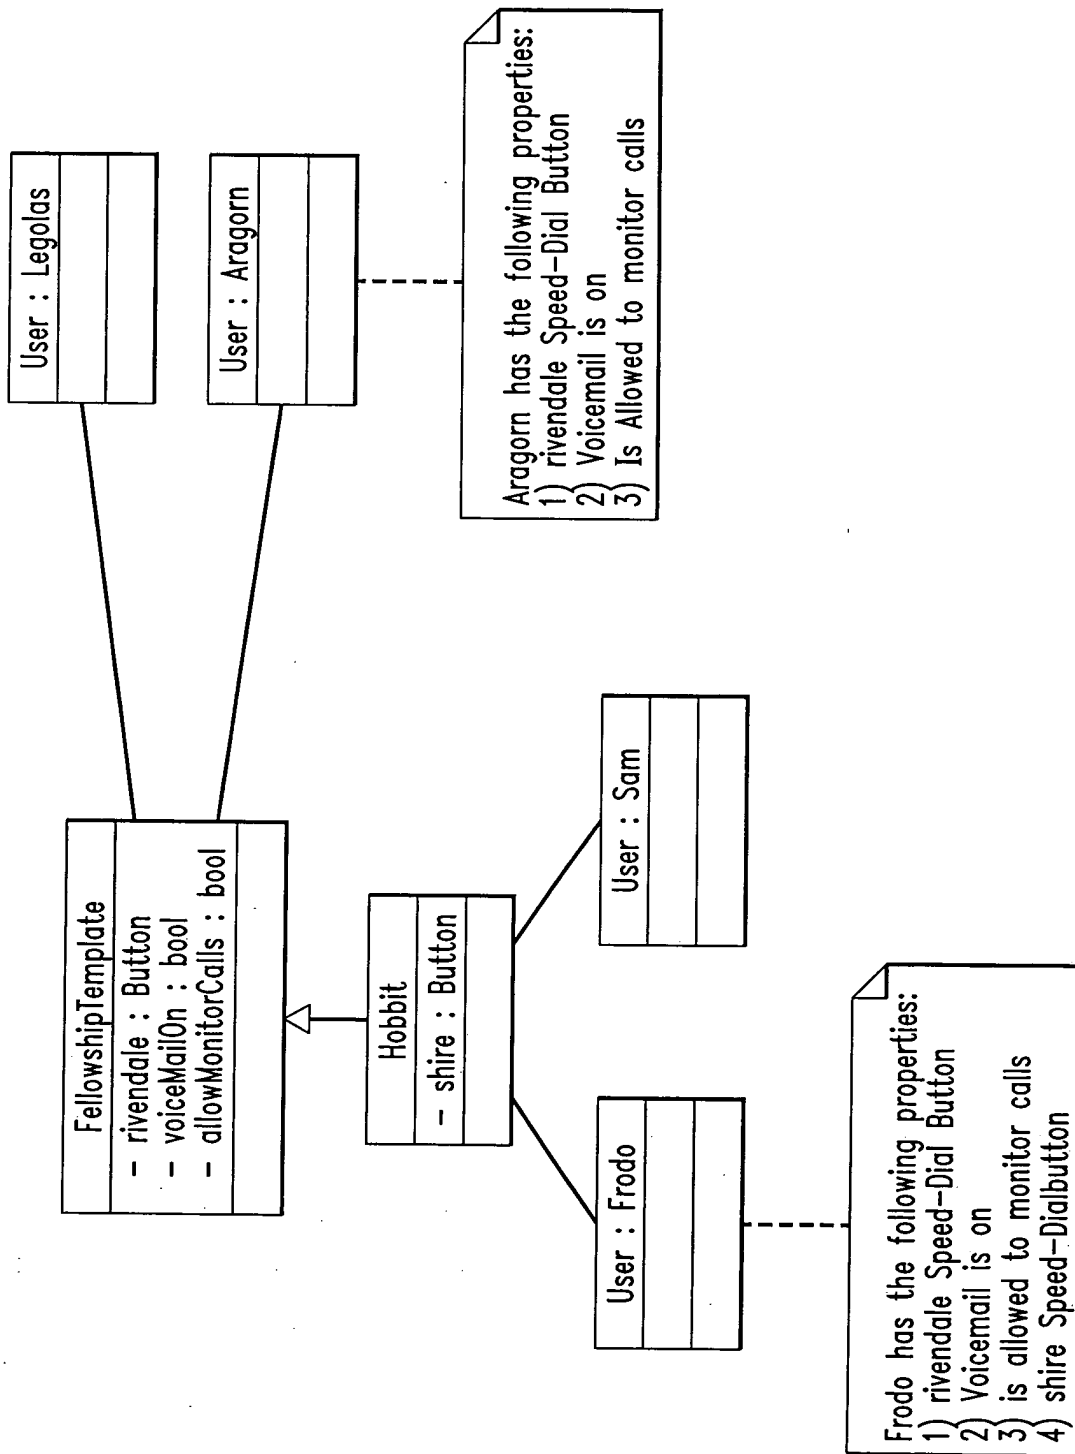 FellowshipTemplate
- rivendale : Button
- voiceMailOn : bool
- allowMonitorCalls : bool
User : Legolas
User : Aragorn
Aragorn has the following properties:
1) rivendale Speed-Dial Button
2) Voicemail is on
3) Is Allowed to monitor calls
Hobbit
- shire : Button
User : Frodo
User : Sam
Frodo has the following properties:
1) rivendale Speed-Dial Button
2) Voicemail is on
3) is allowed to monitor calls
4) shire Speed-Dialbutton